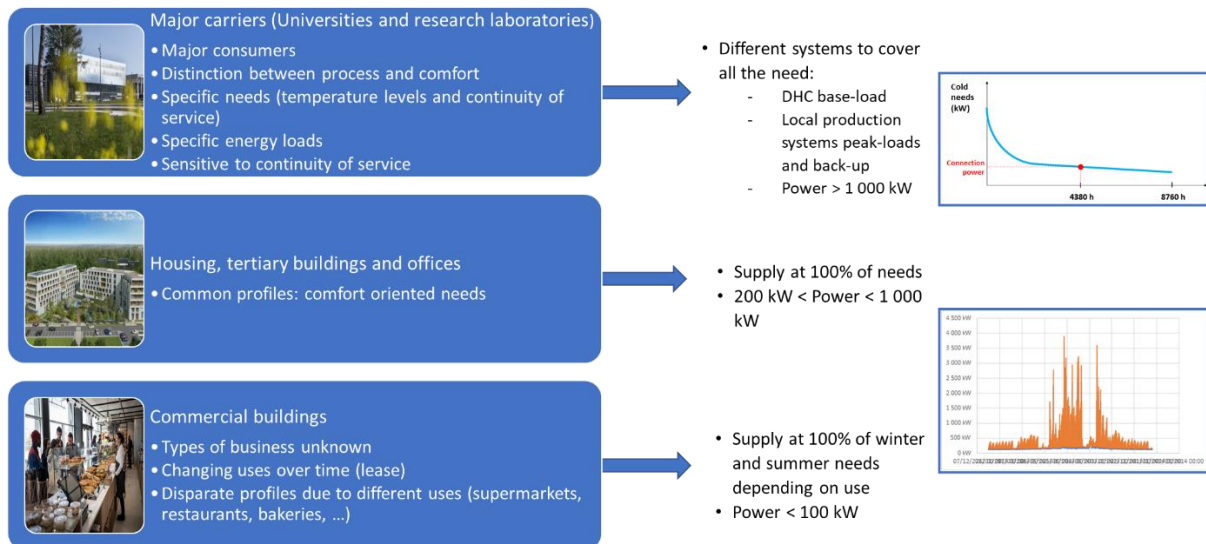 Major carriers (Universities and research laboratories)
• Major consumers
• Distinction between process and comfort
• Specific needs (temperature levels and continuity of
service)
• Specific energy loads
• Sensitive to continuity of service
• Different systems to cover
all the need:
- DHC base-load
- Local production
systems peak-loads
and back-up
- Power > 1 000 kW
Cold
needs
(kW)
Connection
power
4380 h
8760 h
Housing, tertiary buildings and offices
• Common profiles: comfort oriented needs
• Supply at 100% of needs
• 200 kW < Power < 1 000
kW
4 500 kW
4 000 kW
3 500 kW
3 000 kW
2 500 kW
2 000 kW
1 500 kW
1 000 kW
500 kW
0 kW
Commercial buildings
• Types of business unknown
• Changing uses over time (lease)
• Disparate profiles due to different uses (supermarkets,
restaurants, bakeries, ...)
• Supply at 100% of winter
and summer needs
depending on use
• Power < 100 kW